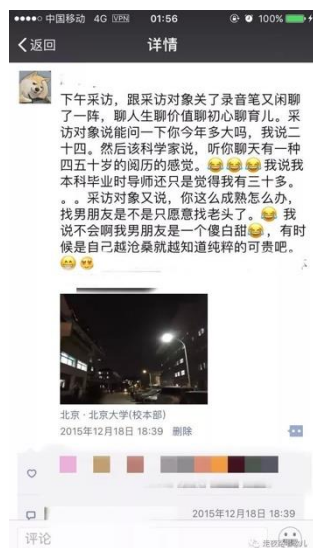 中国移动 4G VPN 01:56 100%
返回 详情
下午采访，跟采访对象关了录音笔又闲聊
了一阵，聊人生聊价值聊初心聊育儿。采
访对象说能问一下你今年多大吗，我说二
十四。然后该科学家说，听你聊天有一种
四五十岁的阅历的感觉。😂😂😂我说我
本科毕业时导师还只是觉得我有三十多。
。。采访对象又说，你这么成熟怎么办，
找男朋友是不是只愿意找老头了。😂 我
说不会啊我男朋友是一个傻白甜😂，有时
候是自己越沧桑就越知道纯粹的可贵吧。
😬😍
北京 · 北京大学(校本部)
2015年12月18日 18:39 删除
2015年12月18日 18:39
评论